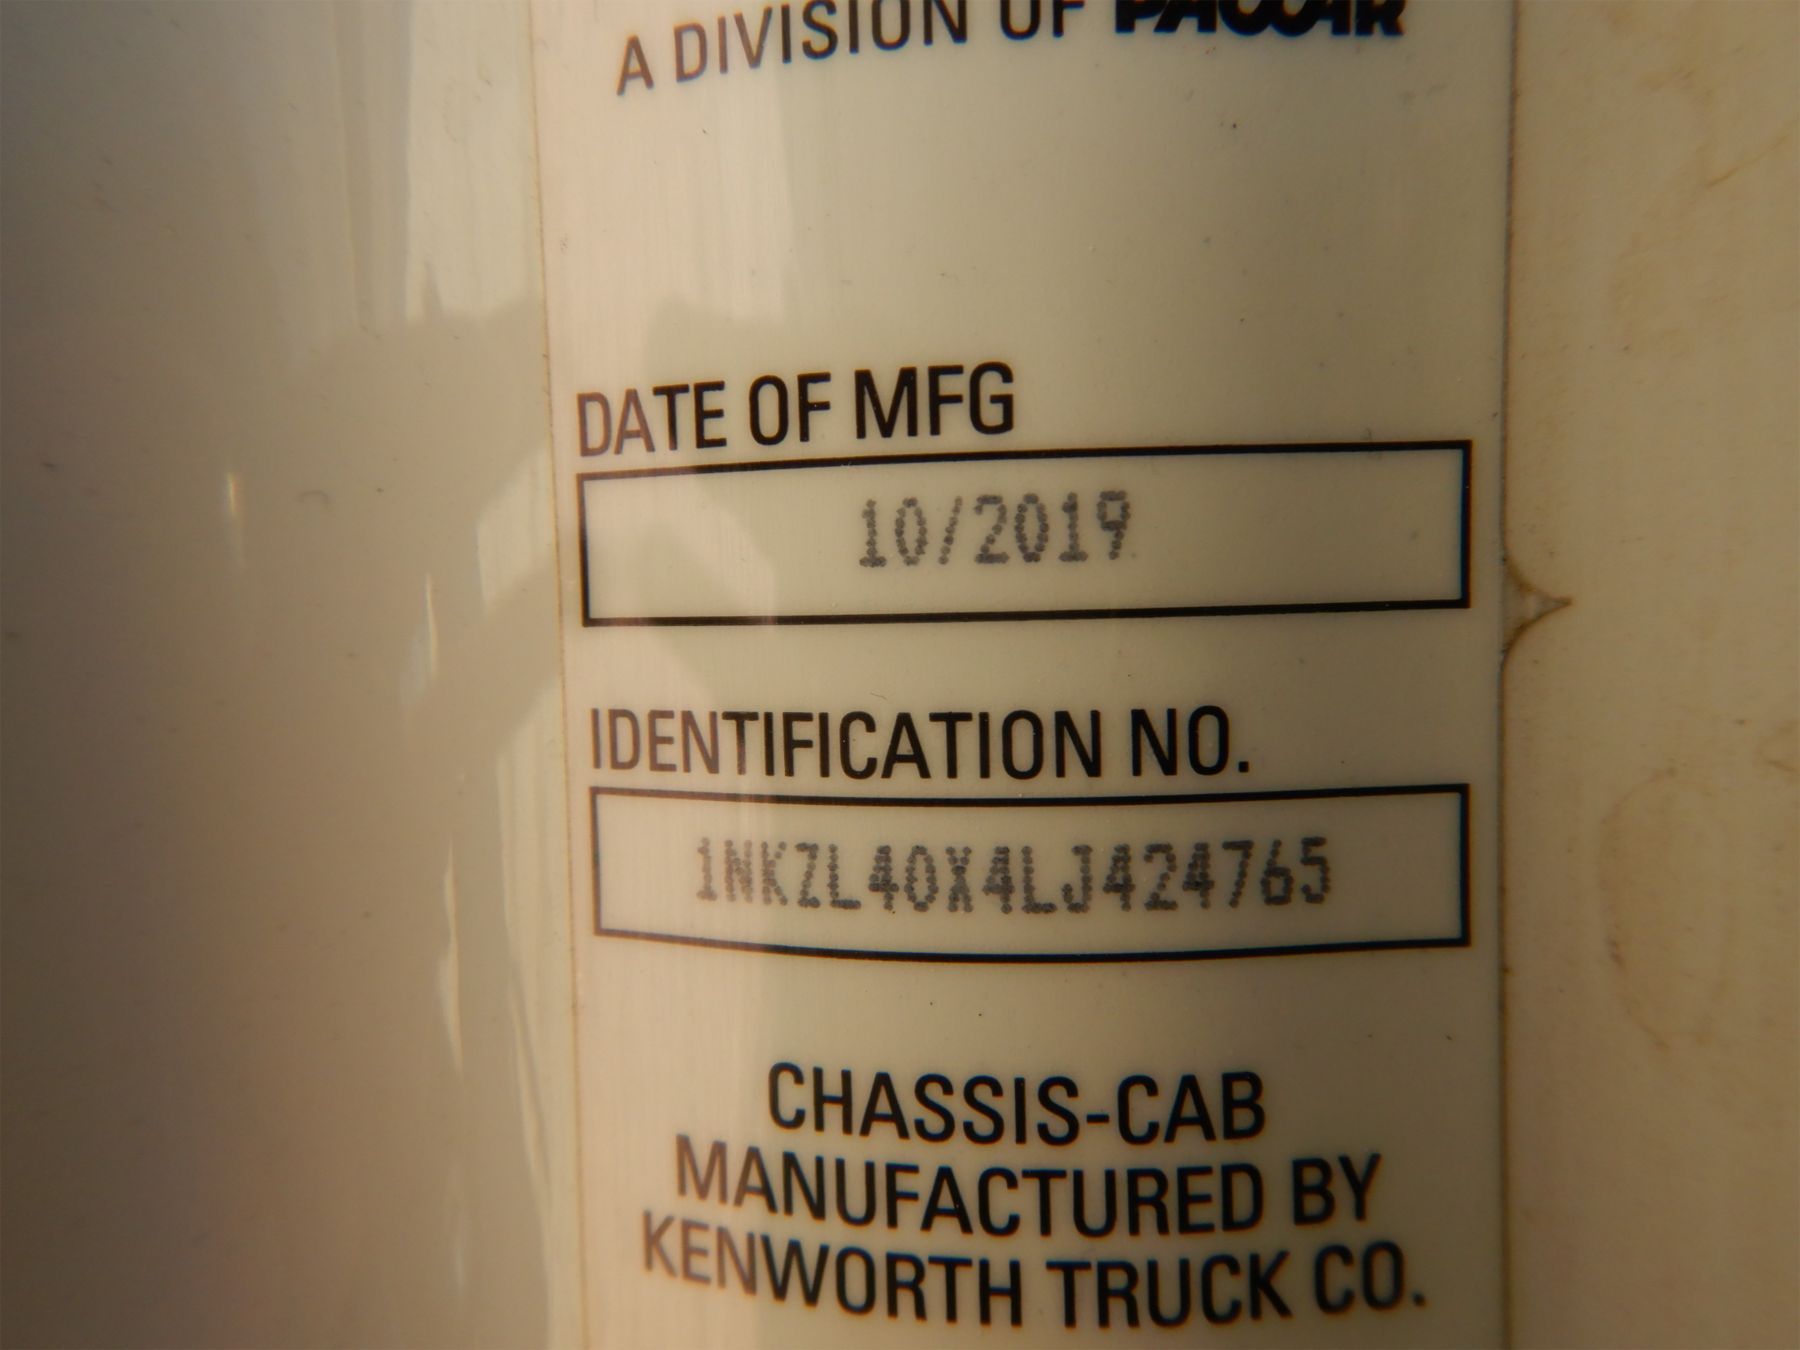 A DIVISION OF PACCAR
DATE OF MFG
10/2019
IDENTIFICATION NO.
1NKZL40X4LJ424765
CHASSIS-CAB
MANUFACTURED BY
KENWORTH TRUCK CO.